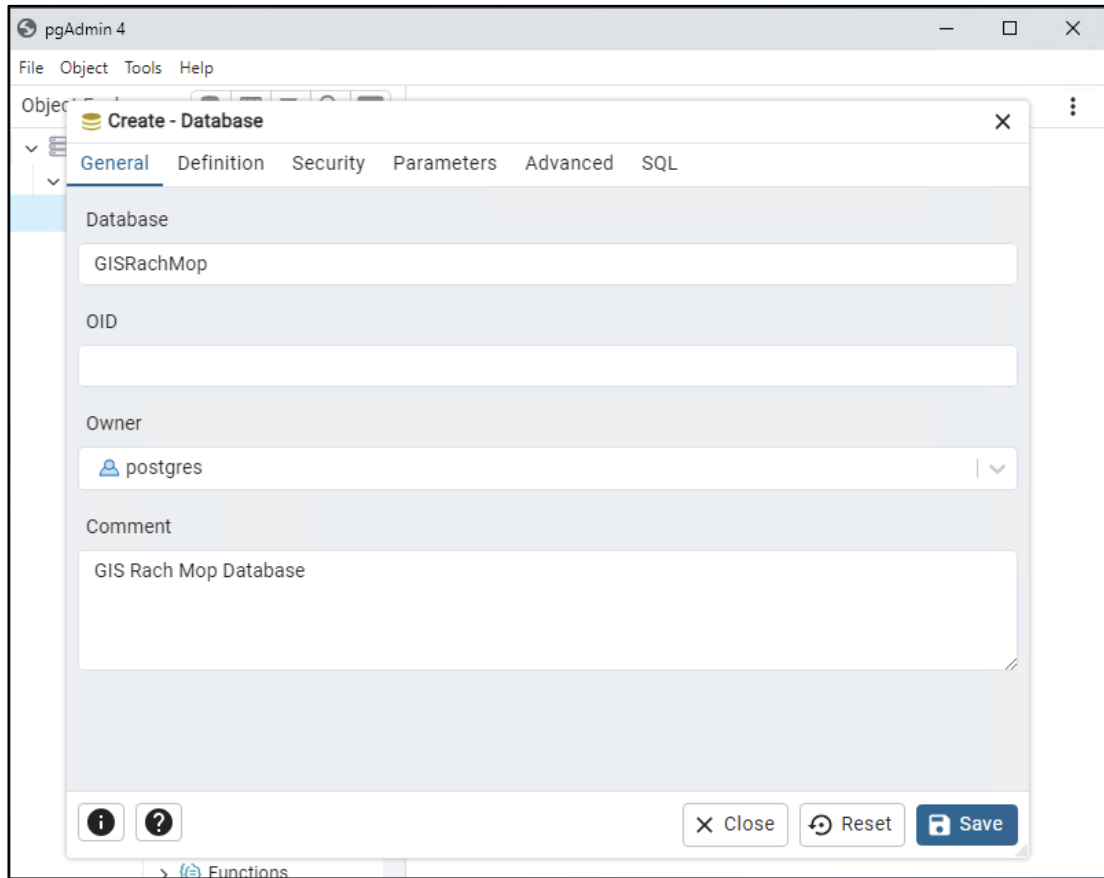 pgAdmin 4
File Object Tools Help
Create - Database
General Definition Security Parameters Advanced SQL
Database
GISRachMop
OID
Owner
postgres
Comment
GIS Rach Mop Database
Close Reset Save
Functions